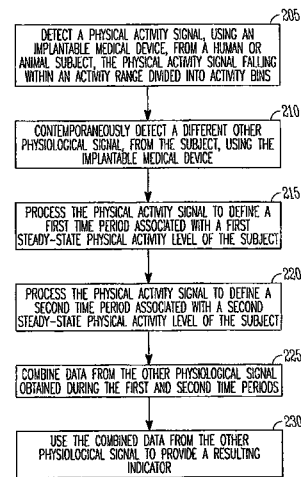 205
DETECT A PHYSICAL ACTIVITY SIGNAL, USING AN
IMPLANTABLE MEDICAL DEVICE, FROM A HUMAN OR
ANIMAL SUBJECT, THE PHYSICAL ACTIVITY SIGNAL FALLING
WITHIN AN ACTIVITY RANGE DIVIDED INTO ACTIVITY BINS
210
CONTEMPORANEOUSLY DETECT A DIFFERENT OTHER
PHYSIOLOGICAL SIGNAL, FROM THE SUBJECT, USING THE
IMPLANTABLE MEDICAL DEVICE
215
PROCESS THE PHYSICAL ACTIVITY SIGNAL TO DEFINE A
FIRST TIME PERIOD ASSOCIATED WITH A FIRST
STEADY-STATE PHYSICAL ACTIVITY LEVEL OF THE SUBJECT
220
PROCESS THE PHYSICAL ACTIVITY SIGNAL TO DEFINE A
SECOND TIME PERIOD ASSOCIATED WITH A SECOND
STEADY-STATE PHYSICAL ACTIVITY LEVEL OF THE SUBJECT
225
COMBINE DATA FROM THE OTHER PHYSIOLOGICAL SIGNAL
OBTAINED DURING THE FIRST AND SECOND TIME PERIODS
230
USE THE COMBINED DATA FROM THE OTHER
PHYSIOLOGICAL SIGNAL TO PROVIDE A RESULTING
INDICATOR